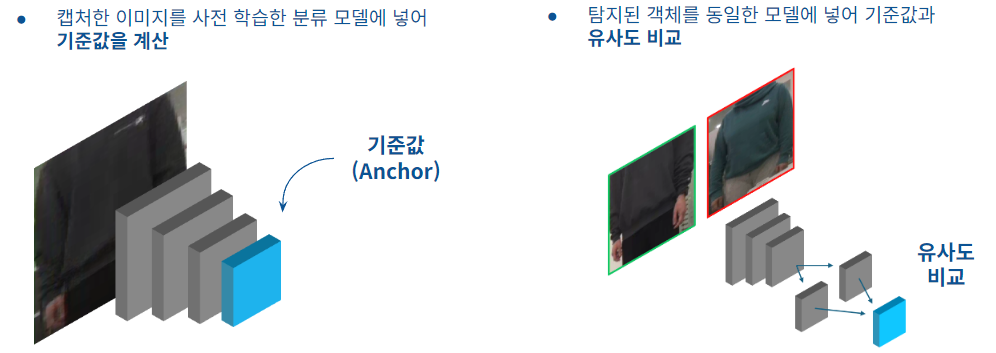 ● 캡처한 이미지를 사전 학습한 분류 모델에 넣어
기준값을 계산
기준값
(Anchor)
● 탐지된 객체를 동일한 모델에 넣어 기준값과
유사도 비교
유사도
비교